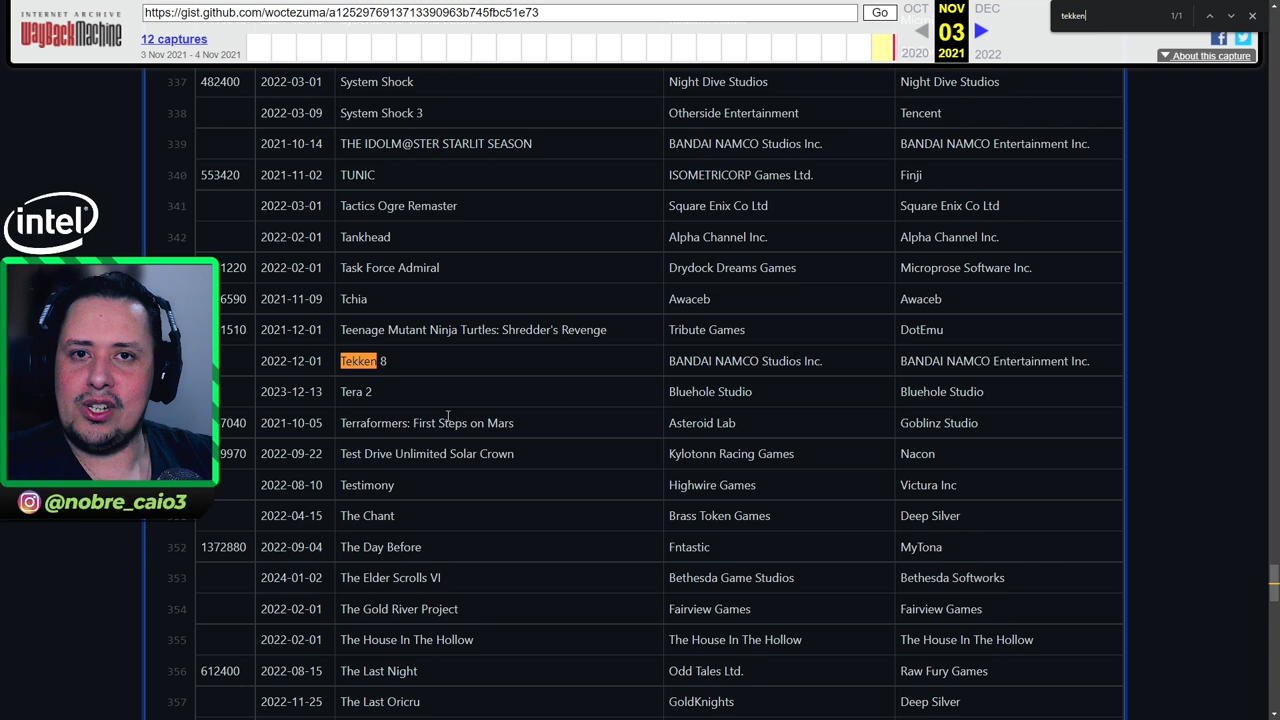 INTERNET ARCHIVE
WayBackMachine
https://gist.github.com/woctezuma/a1252976913713390963b745fbc51e73
Go
12 captures
3 Nov 2021 - 4 Nov 2021
OCT NOV DEC
03
2020 2021 2022
tekken 1/1
About this capture
337 482400 2022-03-01 System Shock Night Dive Studios Night Dive Studios
338 2022-03-09 System Shock 3 Otherside Entertainment Tencent
339 2021-10-14 THE IDOLM@STER STARLIT SEASON BANDAI NAMCO Studios Inc. BANDAI NAMCO Entertainment Inc.
340 553420 2021-11-02 TUNIC ISOMETRICORP Games Ltd. Finji
341 2022-03-01 Tactics Ogre Remaster Square Enix Co Ltd Square Enix Co Ltd
342 2022-02-01 Tankhead Alpha Channel Inc. Alpha Channel Inc.
1220 2022-02-01 Task Force Admiral Drydock Dreams Games Microprose Software Inc.
6590 2021-11-09 Tchia Awaceb Awaceb
1510 2021-12-01 Teenage Mutant Ninja Turtles: Shredder's Revenge Tribute Games DotEmu
2022-12-01 Tekken 8 BANDAI NAMCO Studios Inc. BANDAI NAMCO Entertainment Inc.
2023-12-13 Tera 2 Bluehole Studio Bluehole Studio
7040 2021-10-05 Terraformers: First Steps on Mars Asteroid Lab Goblinz Studio
9970 2022-09-22 Test Drive Unlimited Solar Crown Kylotonn Racing Games Nacon
2022-08-10 Testimony Highwire Games Victura Inc
2022-04-15 The Chant Brass Token Games Deep Silver
352 1372880 2022-09-04 The Day Before Fntastic MyTona
353 2024-01-02 The Elder Scrolls VI Bethesda Game Studios Bethesda Softworks
354 2022-02-01 The Gold River Project Fairview Games Fairview Games
355 2022-02-01 The House In The Hollow The House In The Hollow The House In The Hollow
356 612400 2022-08-15 The Last Night Odd Tales Ltd. Raw Fury Games
357 2022-11-25 The Last Oricru GoldKnights Deep Silver
intel
@nobre_caio3